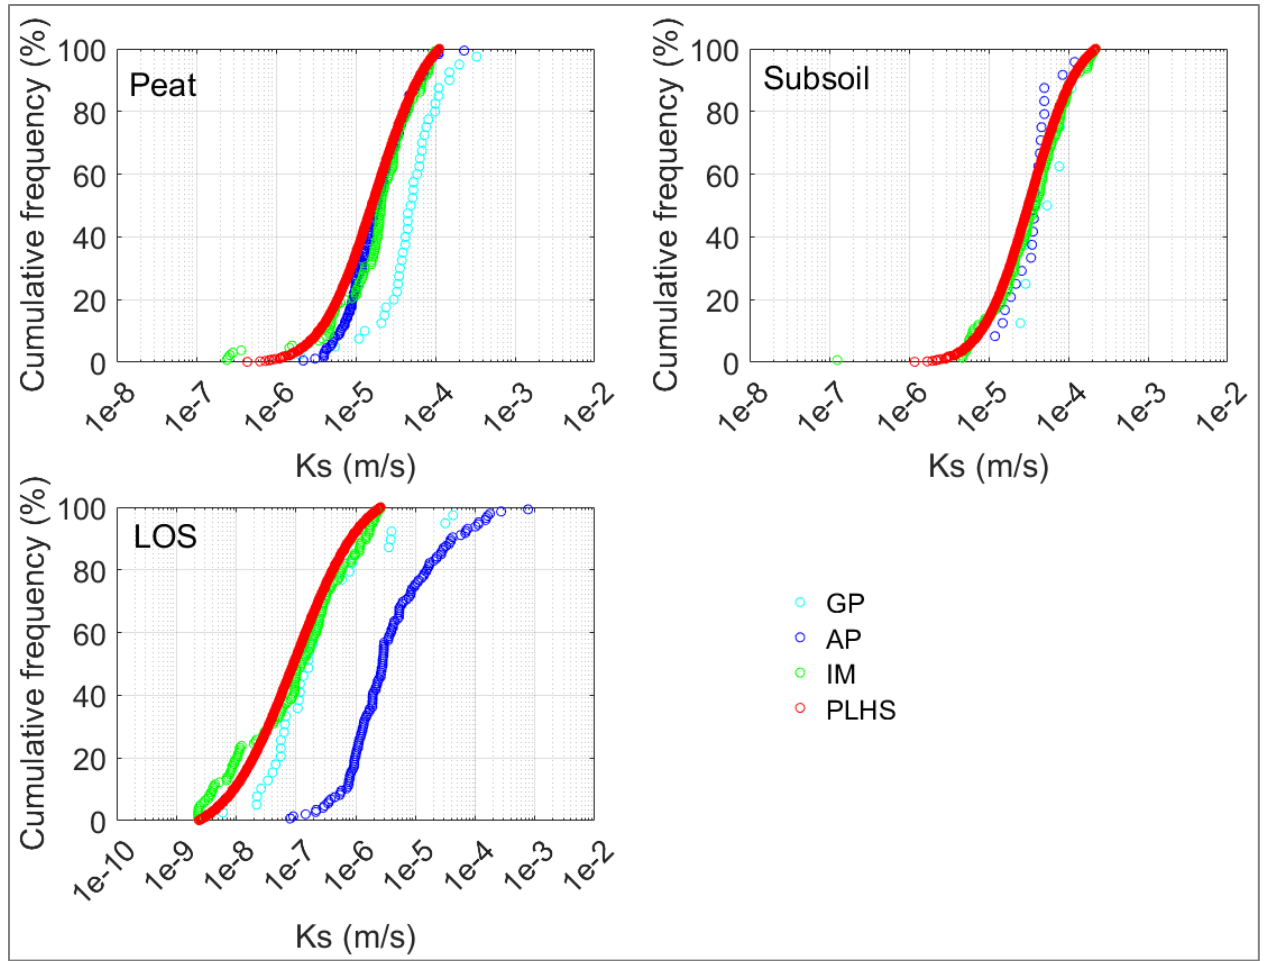 Cumulative frequency (%)
100
80
60
40
20
0
Peat
1e-8
1e-7
1e-6
1e-5
1e-4
1e-3
1e-2
Ks (m/s)
Cumulative frequency (%)
100
80
60
40
20
0
Subsoil
1e-8
1e-7
1e-6
1e-5
1e-4
1e-3
1e-2
Ks (m/s)
Cumulative frequency (%)
100
80
60
40
20
0
LOS
1e-10
1e-9
1e-8
1e-7
1e-6
1e-5
1e-4
1e-3
1e-2
Ks (m/s)
GP
AP
IM
PLHS